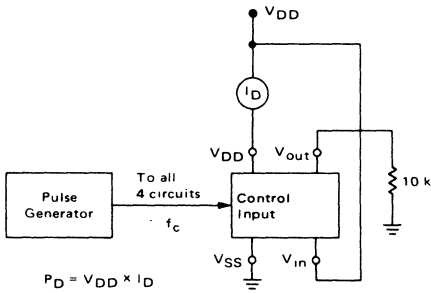 VDD
ID
VDD
Vout
To all
4 circuits
fc
Pulse
Generator
Control
Input
10 k
VSS
Vin
PD = VDD × ID